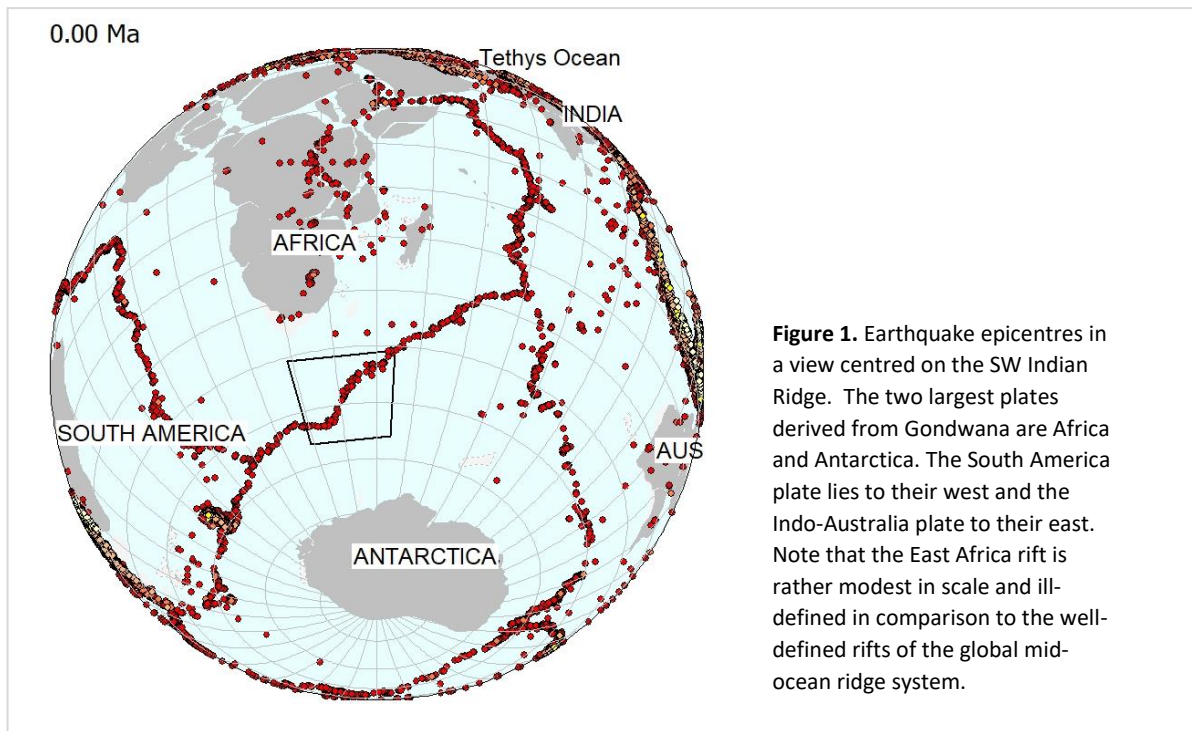 0.00 Ma
Tethys Ocean
INDIA
AFRICA
SOUTH AMERICA
AUS
ANTARCTICA
Figure 1. Earthquake epicentres in
a view centred on the SW Indian
Ridge. The two largest plates
derived from Gondwana are Africa
and Antarctica. The South America
plate lies to their west and the
Indo-Australia plate to their east.
Note that the East Africa rift is
rather modest in scale and ill-
defined in comparison to the well-
defined rifts of the global mid-
ocean ridge system.